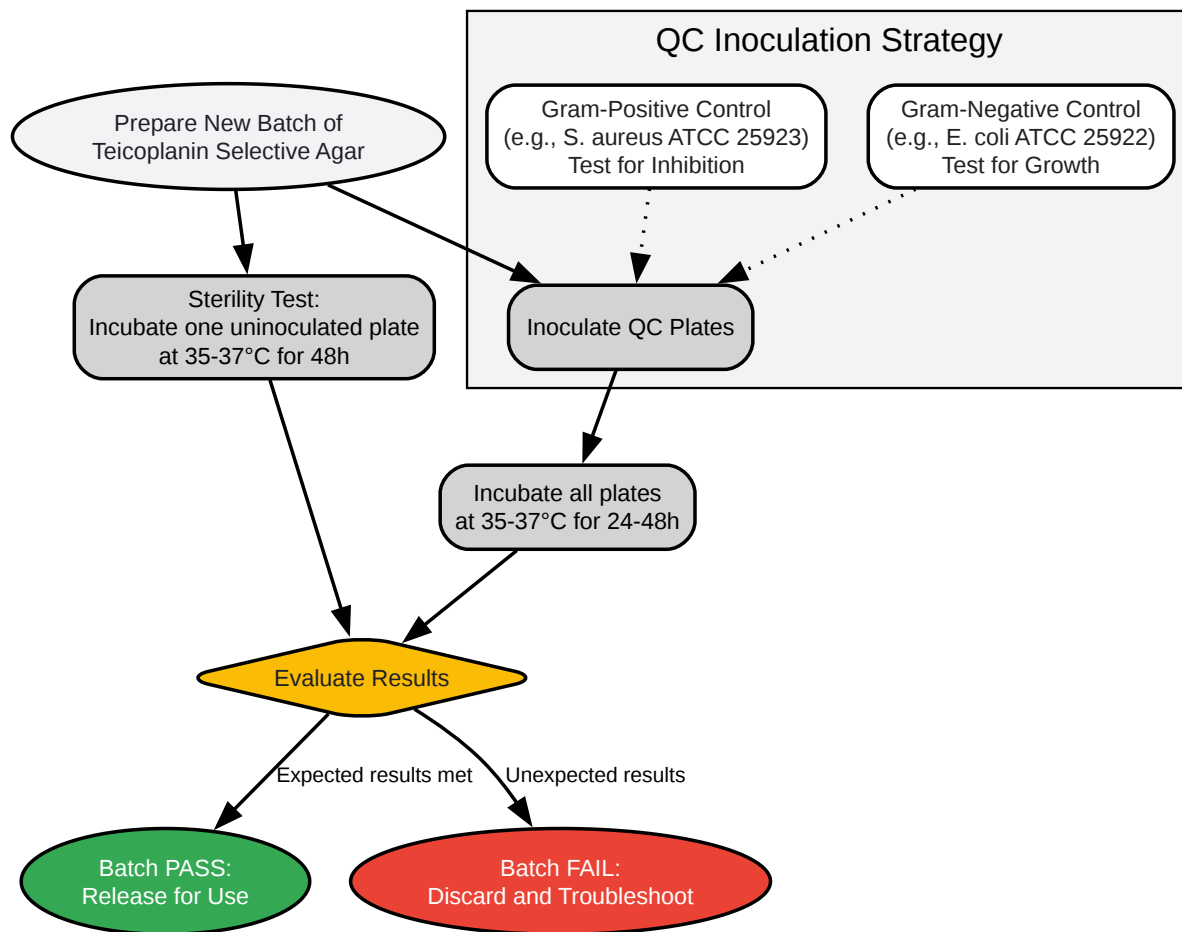 QC Inoculation Strategy
Prepare New Batch of
Teicoplanin Selective Agar
Gram-Positive Control
(e.g., S. aureus ATCC 25923)
Test for Inhibition
Gram-Negative Control
(e.g., E. coli ATCC 25922)
Test for Growth
Sterility Test:
Incubate one uninoculated plate
at 35-37°C for 48h
Inoculate QC Plates
Incubate all plates
at 35-37°C for 24-48h
Evaluate Results
Expected results met
Unexpected results
Batch PASS:
Release for Use
Batch FAIL:
Discard and Troubleshoot